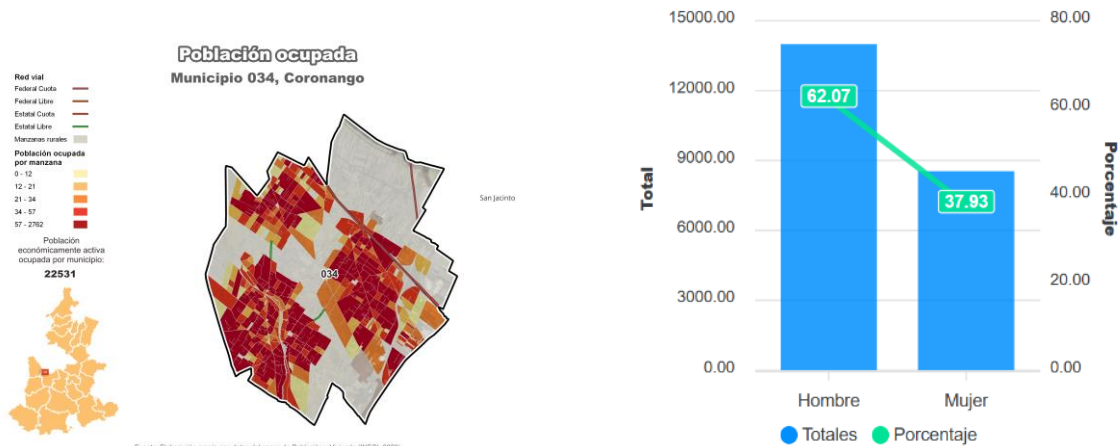 Población ocupada
Municipio 034, Coronango
Red vial
Federal Cuota
Federal Libre
Estatal Cuota
Estatal Libre
Manzanas rurales
Población ocupada
por manzana
0 - 12
12 - 21
21 - 34
34 - 57
57 - 2762
Población
económicamente activa
ocupada por municipio:
22531
San Jacinto
034
15000.00
12000.00
9000.00
6000.00
3000.00
0.00
Total
80.00
60.00
40.00
20.00
0.00
Porcentaje
62.07
37.93
Hombre
Mujer
Totales
Porcentaje